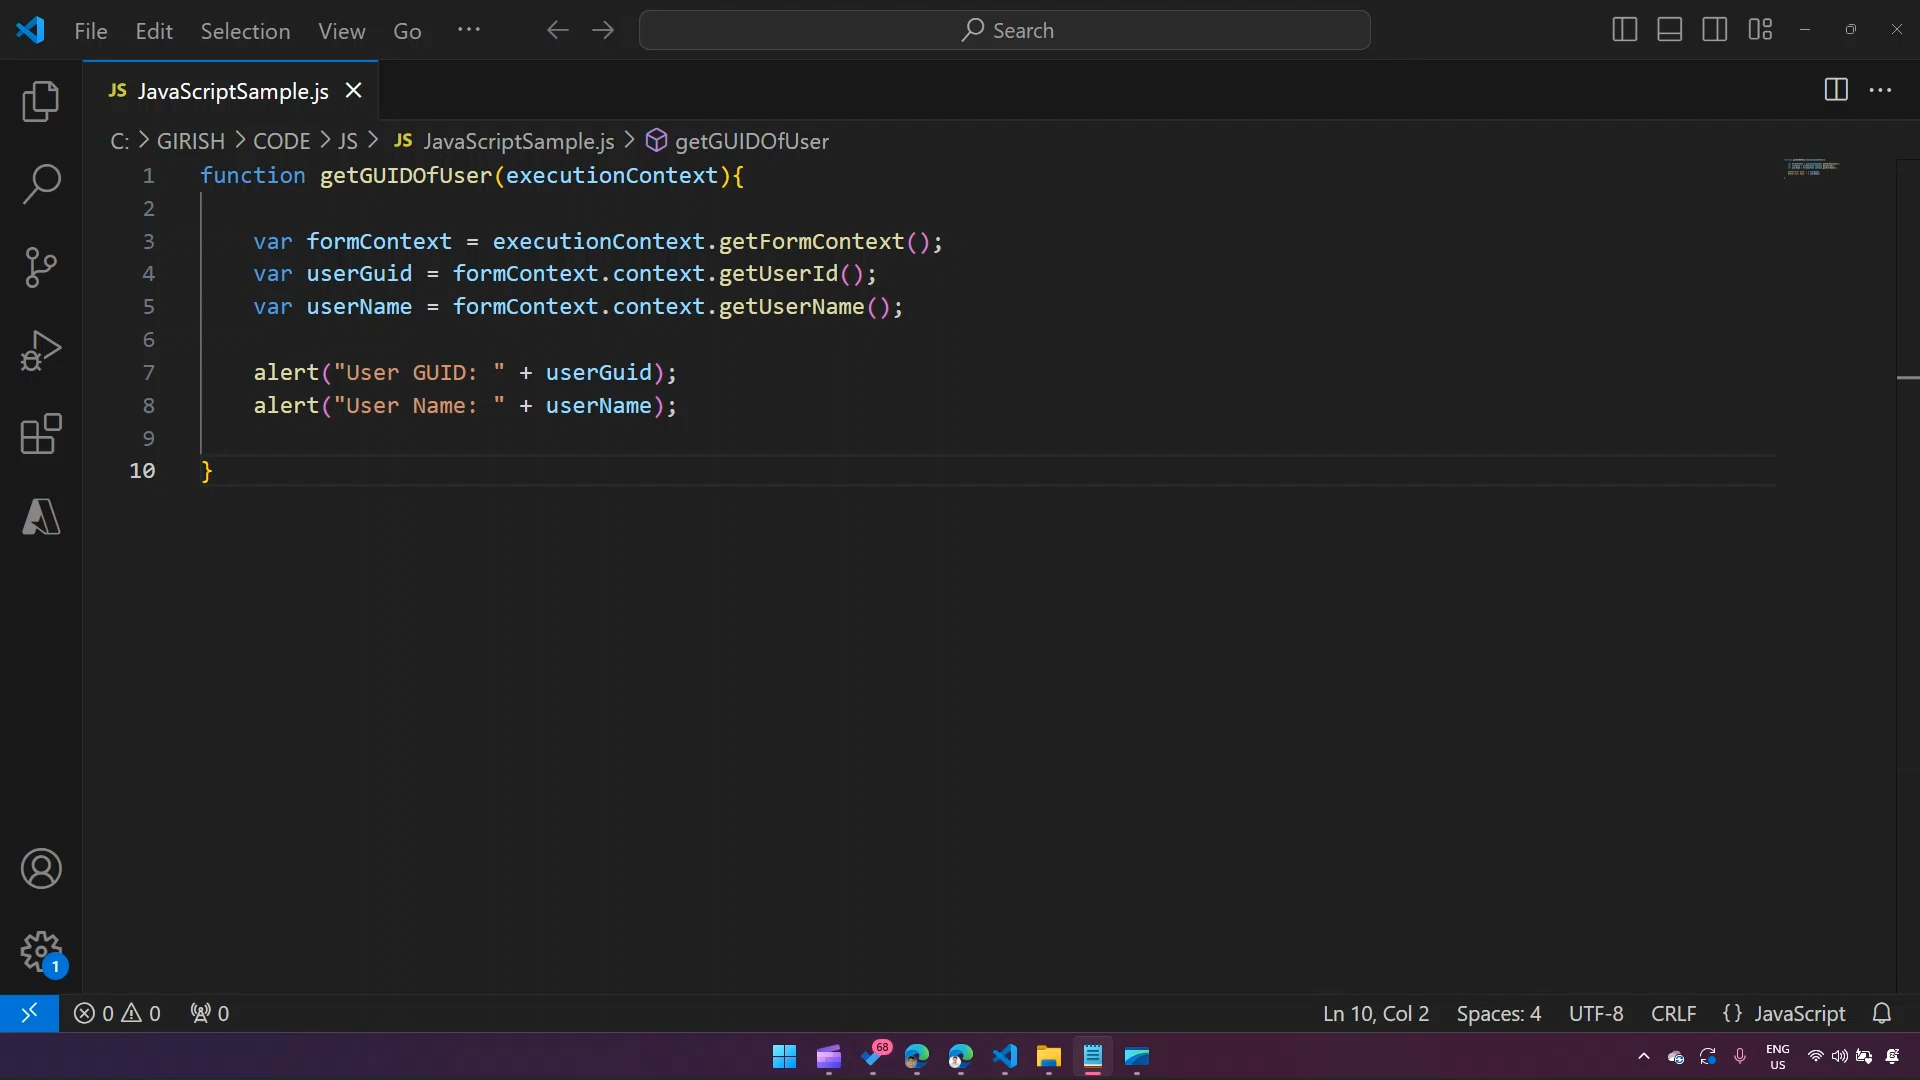 File Edit Selection View Go ··· Search
JS JavaScriptSample.js
C: > GIRISH > CODE > JS > JS JavaScriptSample.js > getGUIDOfUser
1 function getGUIDOfUser(executionContext){
2
3 var formContext = executionContext.getFormContext();
4 var userGuid = formContext.context.getUserId();
5 var userName = formContext.context.getUserName();
6
7 alert("User GUID: " + userGuid);
8 alert("User Name: " + userName);
9
10 }
1
0 0 0 Ln 10, Col 2 Spaces: 4 UTF-8 CRLF {} JavaScript
68 ENG
US